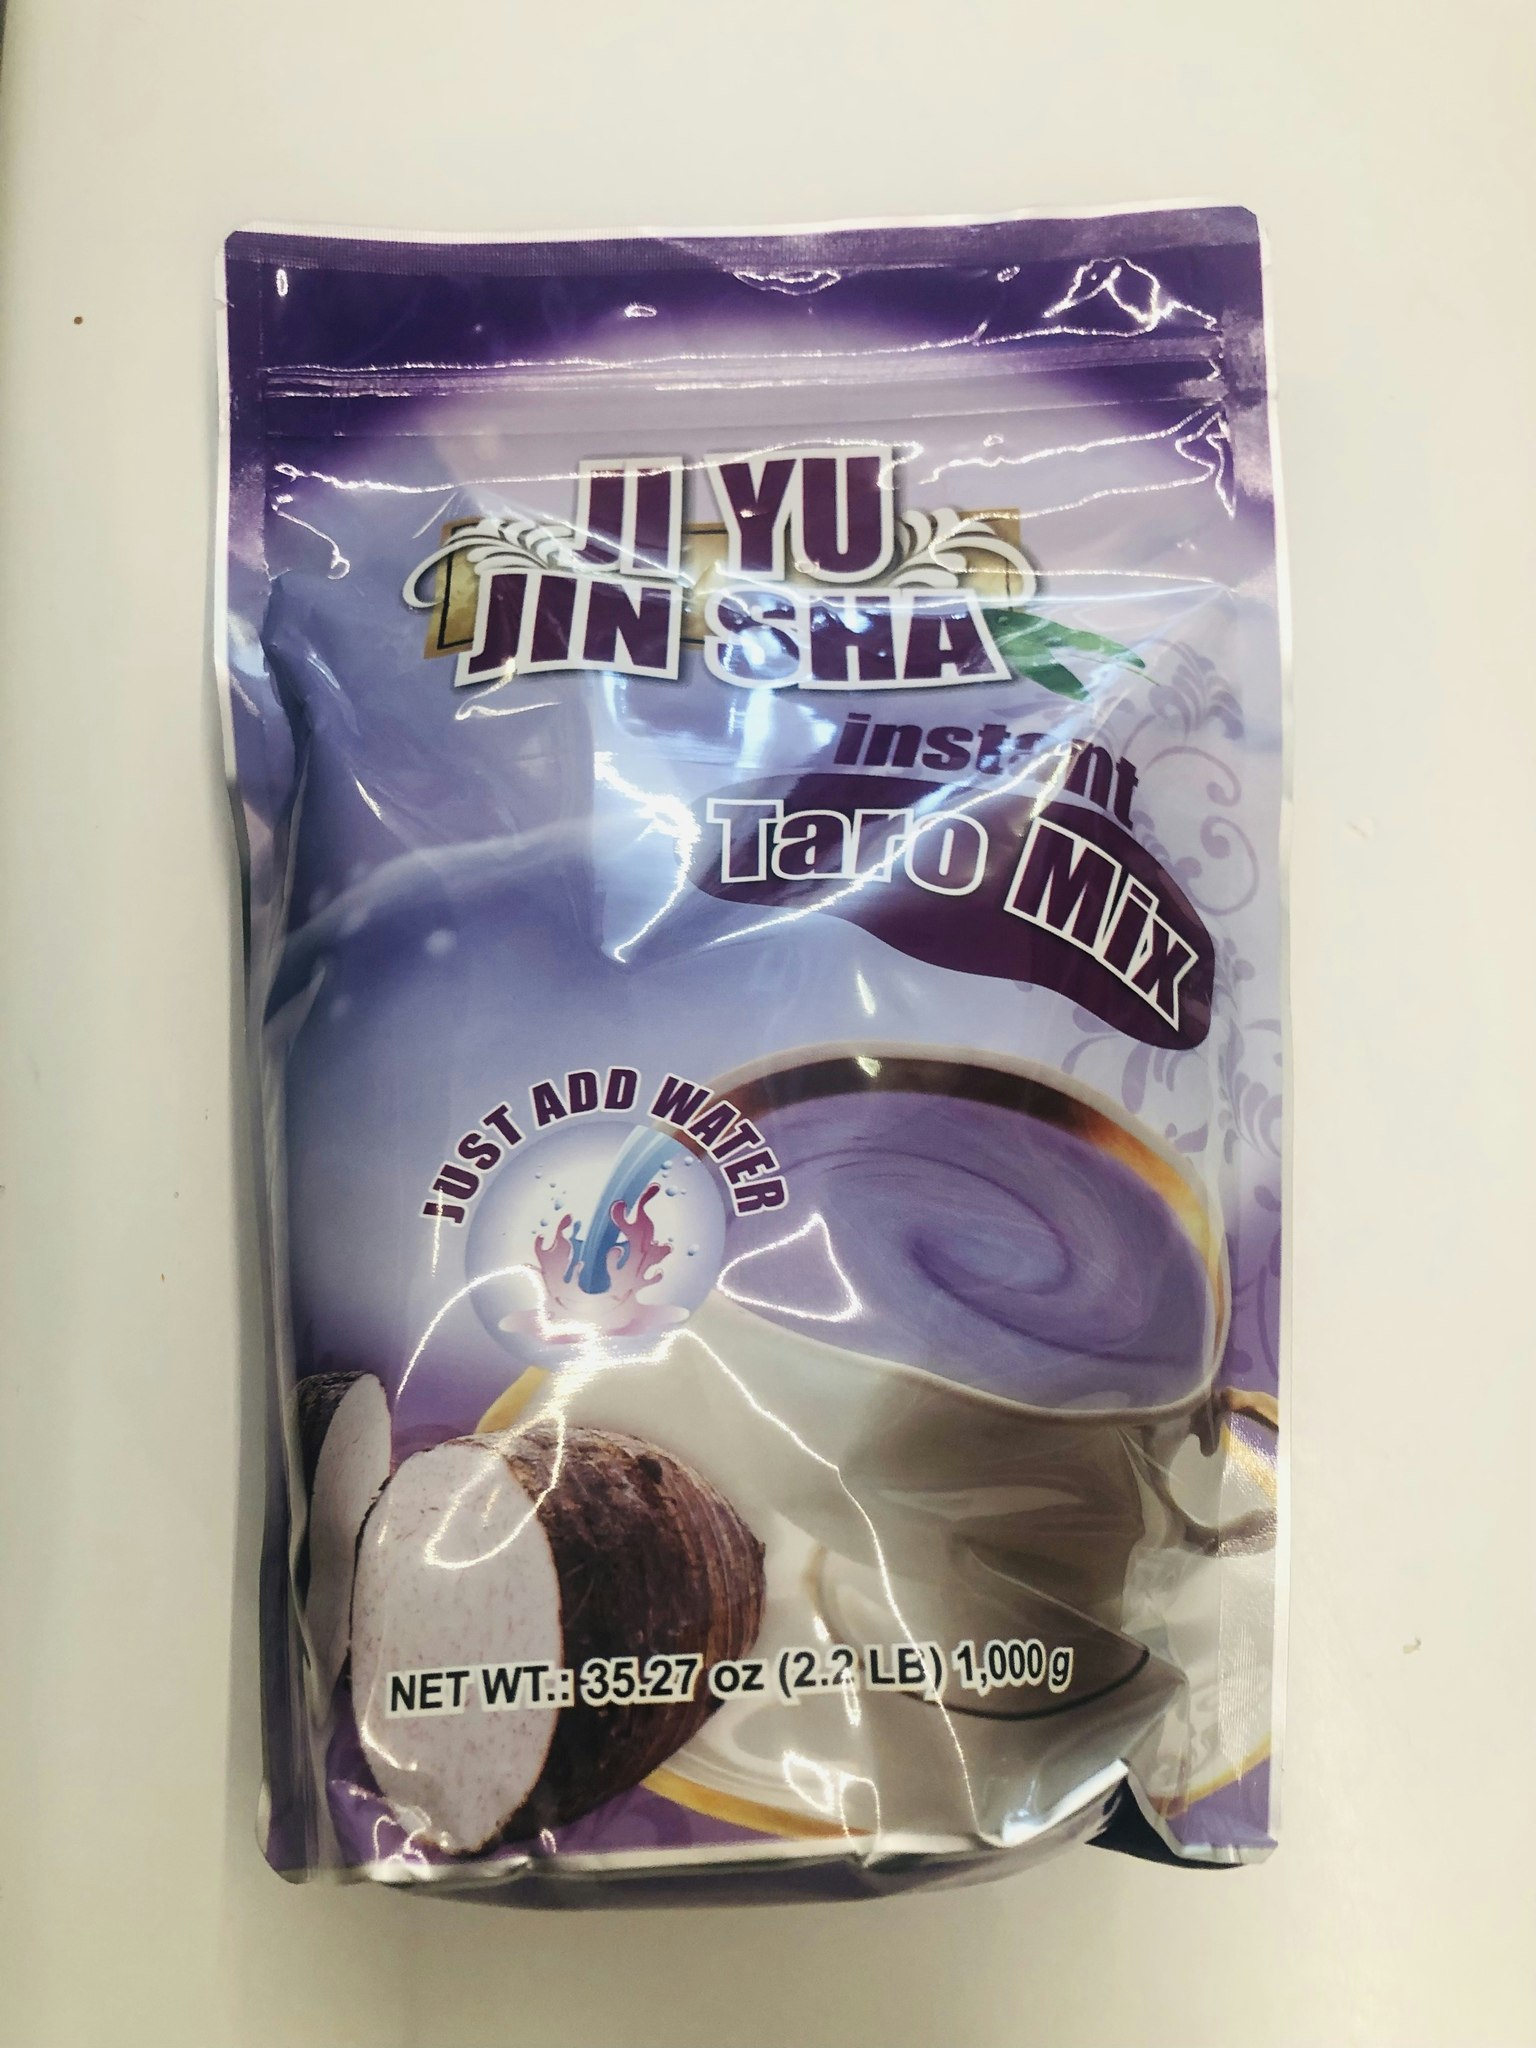 JI YU
JIN SHA
instant
Taro Mix
JUST ADD WATER
NET WT.: 35.27 oz (2.2 LB) 1,000 g